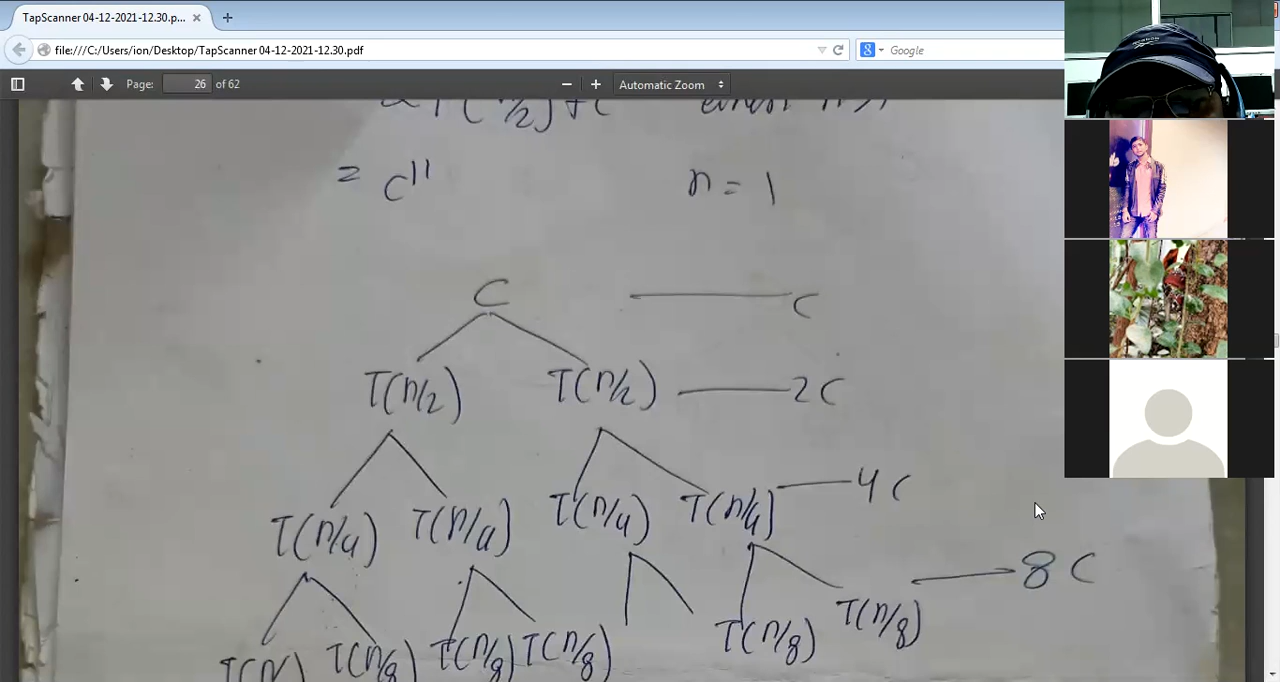 TapScanner 04-12-2021-12.30.p...
file:///C:/Users/ion/Desktop/TapScanner 04-12-2021-12.30.pdf
Google
Page: 26 of 62
Automatic Zoom
= C11 n = 1
C C
T(n/2) T(n/2) 2C
T(n/4) T(n/4) T(n/4) T(n/4) 4C
8C
T(n/8) T(n/8) T(n/8) T(n/8) T(n/8)